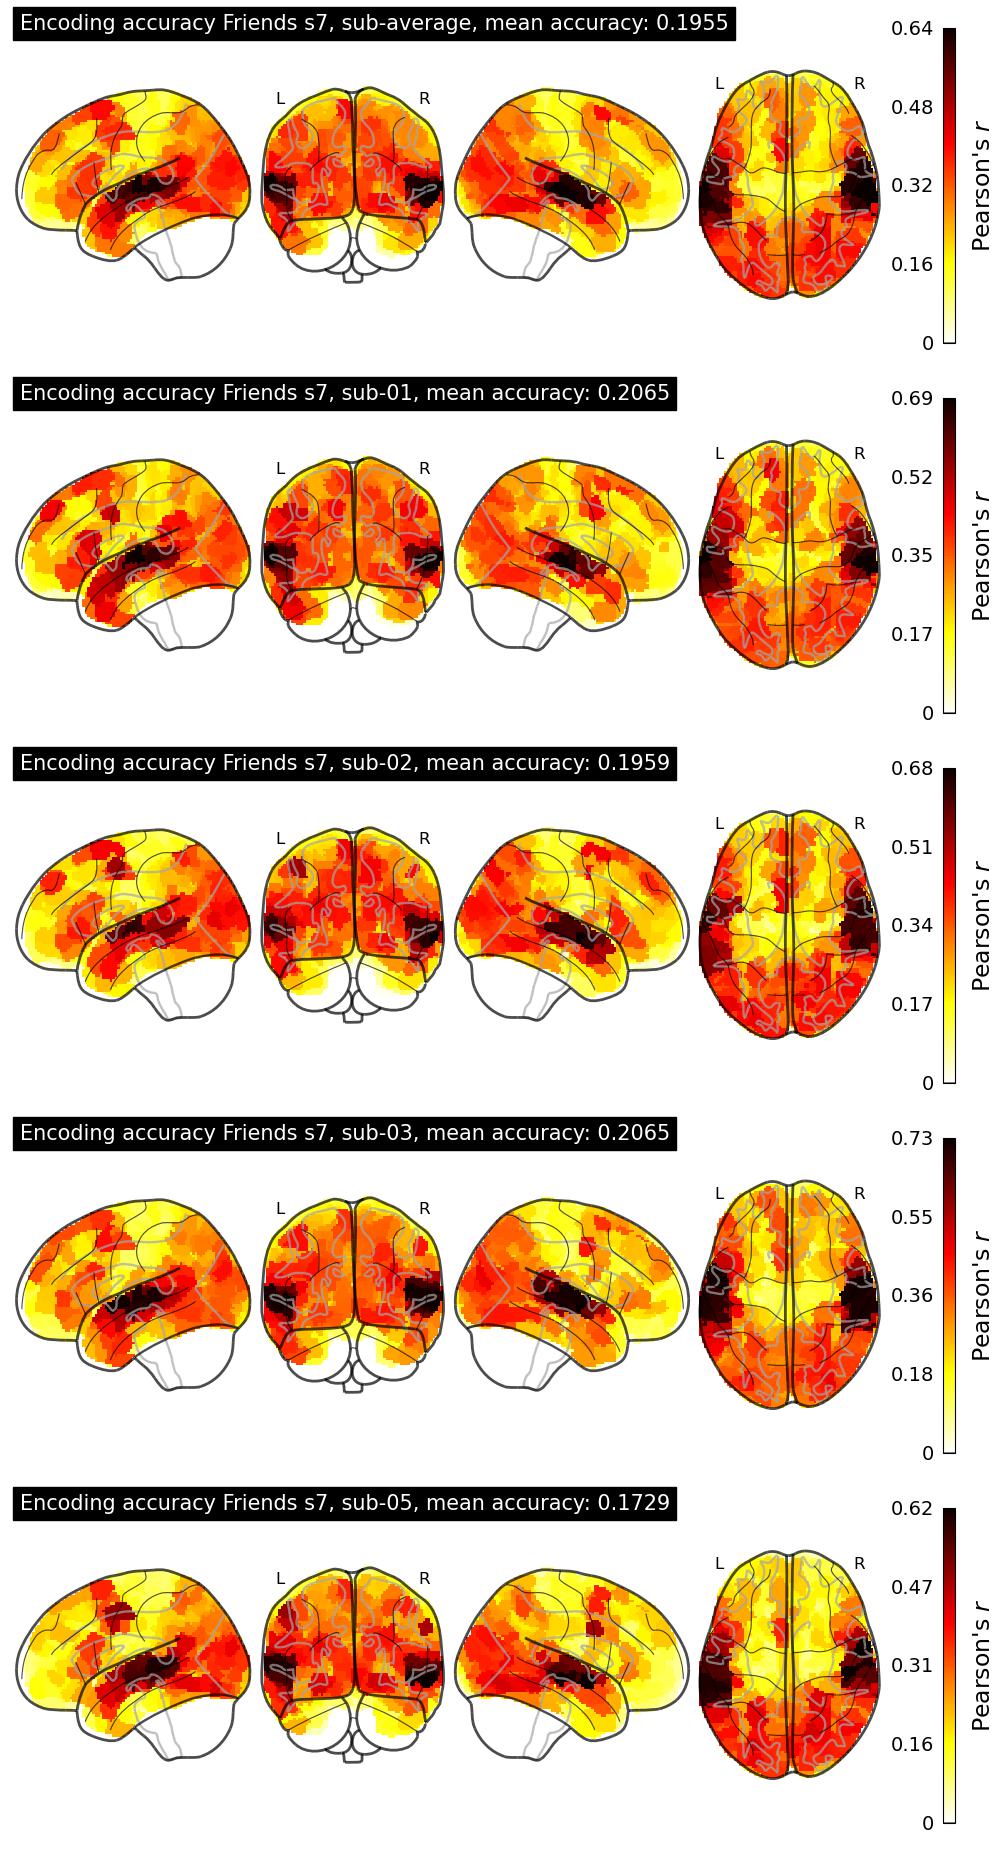 Encoding accuracy Friends s7, sub-average, mean accuracy: 0.1955
L
R
L
R
0.64
0.48
0.32
0.16
0
Pearson's r
Encoding accuracy Friends s7, sub-01, mean accuracy: 0.2065
L
R
L
R
0.69
0.52
0.35
0.17
0
Pearson's r
Encoding accuracy Friends s7, sub-02, mean accuracy: 0.1959
L
R
L
R
0.68
0.51
0.34
0.17
0
Pearson's r
Encoding accuracy Friends s7, sub-03, mean accuracy: 0.2065
L
R
L
R
0.73
0.55
0.36
0.18
0
Pearson's r
Encoding accuracy Friends s7, sub-05, mean accuracy: 0.1729
L
R
L
R
0.62
0.47
0.31
0.16
0
Pearson's r